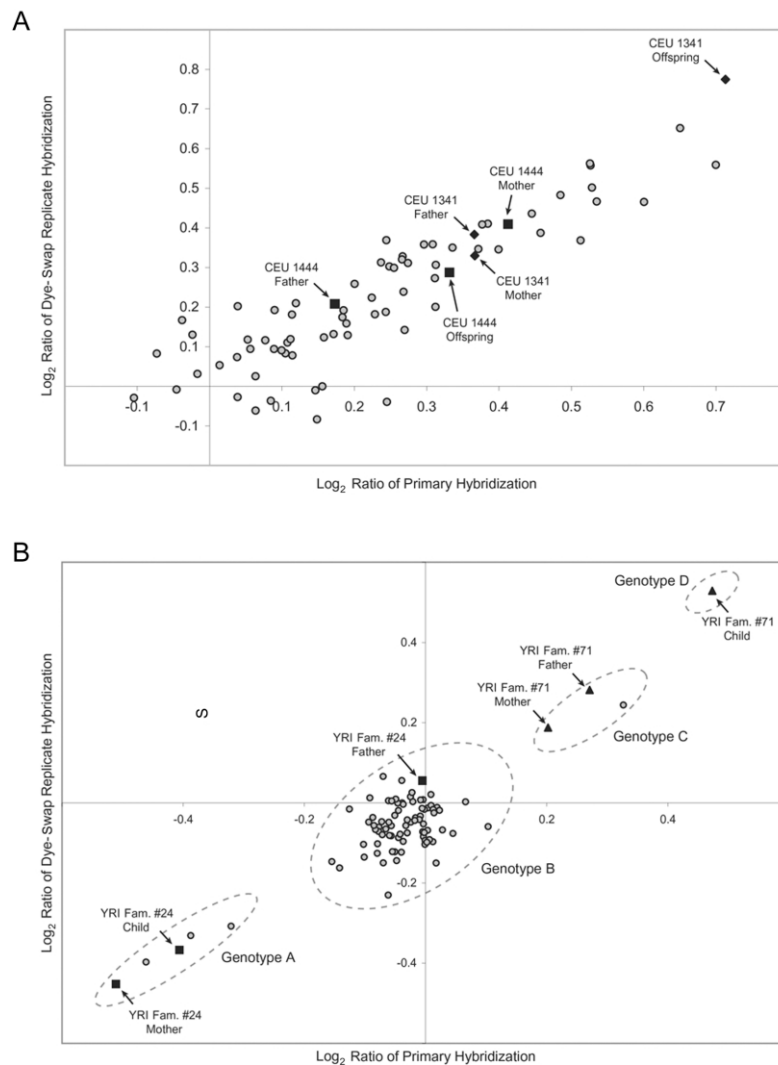 A
Log2 Ratio of Dye- Swap Replicate Hybridization
0.8
0.7
0.6
0.5
0.4
0.3
0.2
0.1
-0.1
-0.1
0.1
0.2
0.3
0.4
0.5
0.6
0.7
CEU 1341
Offspring
CEU 1444
Mother
CEU 1341
Father
CEU 1444
Father
CEU 1341
Mother
CEU 1444
Offspring
Log2 Ratio of Primary Hybridization
B
Log2 Ratio of Dye- Swap Replicate Hybridization
S
0.4
0.2
-0.2
-0.4
-0.4
-0.2
0.2
0.4
Genotype D
YRI Fam. #71
Child
YRI Fam. #71
Father
YRI Fam. #71
Mother
Genotype C
YRI Fam. #24
Father
Genotype B
YRI Fam. #24
Child
Genotype A
YRI Fam. #24
Mother
Log2 Ratio of Primary Hybridization